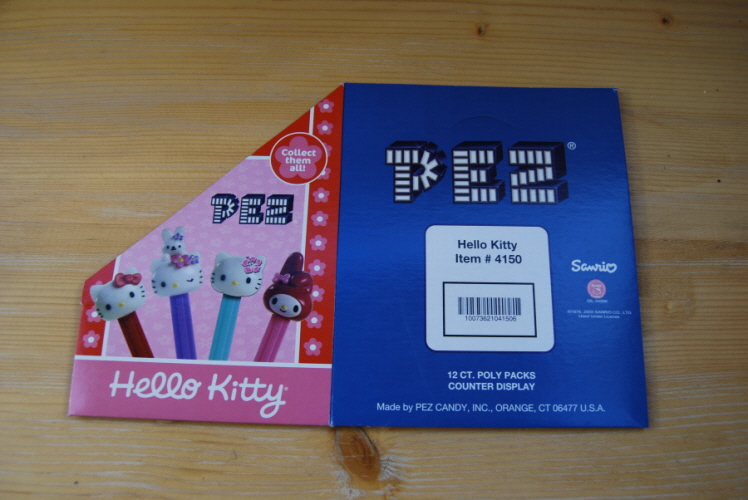 Collect
them
all!
PEZ
Hello Kitty
PEZ®
Hello Kitty
Item # 4150
10073621041506
Sanrio
12 CT. POLY PACKS
COUNTER DISPLAY
Made by PEZ CANDY, INC., ORANGE, CT 06477 U.S.A.